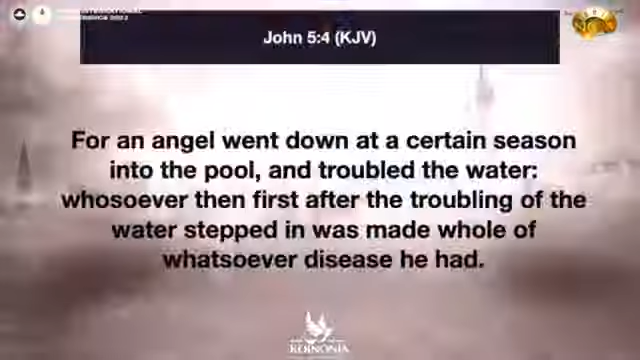 John 5:4 (KJV)
For an angel went down at a certain season
into the pool, and troubled the water:
whosoever then first after the troubling of the
water stepped in was made whole of
whatsoever disease he had.
KOINONIA